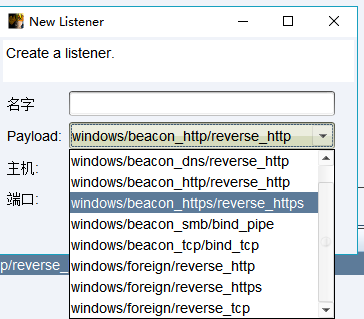 New Listener
Create a listener.
名字
Payload: windows/beacon_http/reverse_http
主机:
端口:
windows/beacon_dns/reverse_http
windows/beacon_http/reverse_http
windows/beacon_https/reverse_https
windows/beacon_smb/bind_pipe
windows/beacon_tcp/bind_tcp
windows/foreign/reverse_http
windows/foreign/reverse_https
windows/foreign/reverse_tcp
p/reverse_